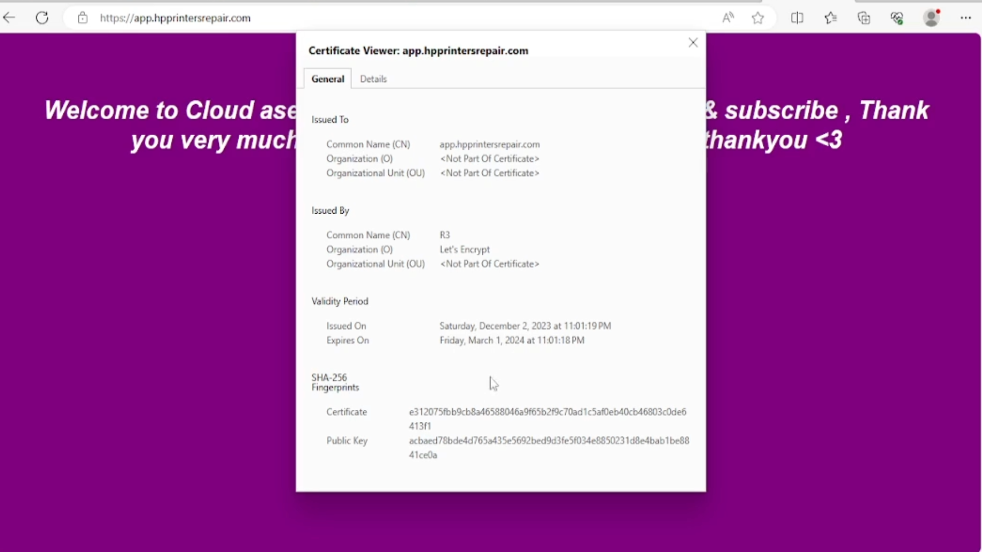 https://app.hpprintersrepair.com
Certificate Viewer: app.hpprintersrepair.com
General Details
Welcome to Cloud ase & subscribe , Thank
you very much thankyou <3
Issued To
Common Name (CN) app.hpprintersrepair.com
Organization (O) <Not Part Of Certificate>
Organizational Unit (OU) <Not Part Of Certificate>
Issued By
Common Name (CN) R3
Organization (O) Let's Encrypt
Organizational Unit (OU) <Not Part Of Certificate>
Validity Period
Issued On Saturday, December 2, 2023 at 11:01:19 PM
Expires On Friday, March 1, 2024 at 11:01:18 PM
SHA-256
Fingerprints
Certificate e312075fbb9cb8a46588046a9f65b2f9c70ad1c5af0eb40cb46803c0de6
413f1
Public Key acbaed78bde4d765a435e5692bed9d3fe5f034e8850231d8e4bab1be88
41ce0a